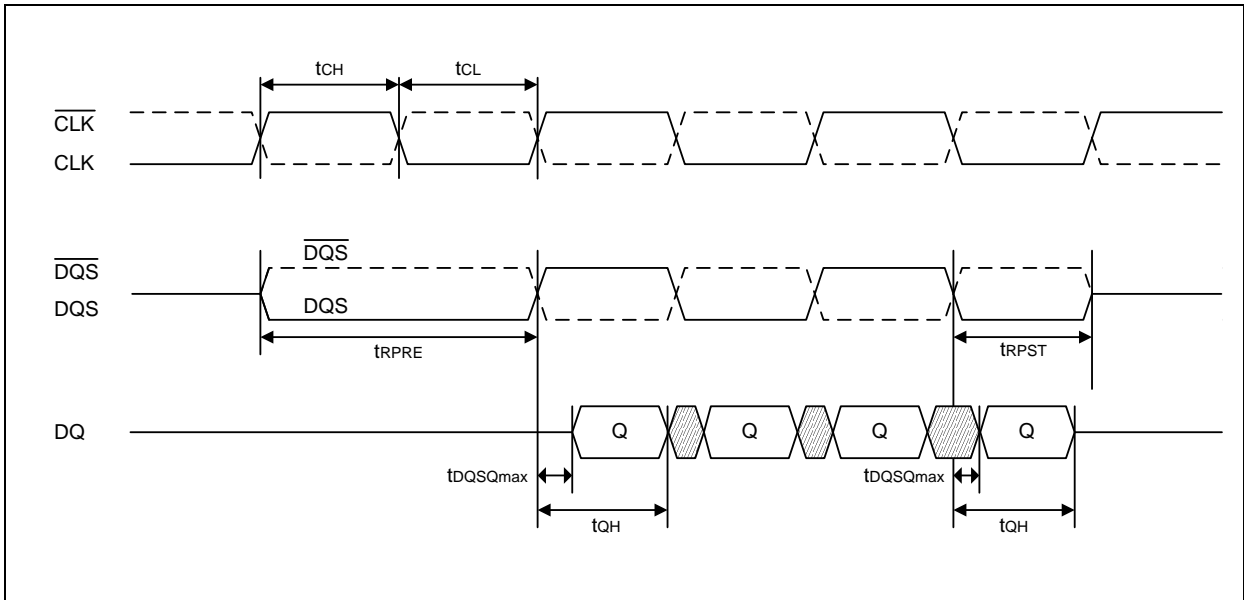 tCH
tCL
CLK
CLK
DQS
DQS
DQS
DQS
tRPRE
tRPST
DQ
Q
Q
Q
Q
tDQSQmax
tDQSQmax
tQH
tQH